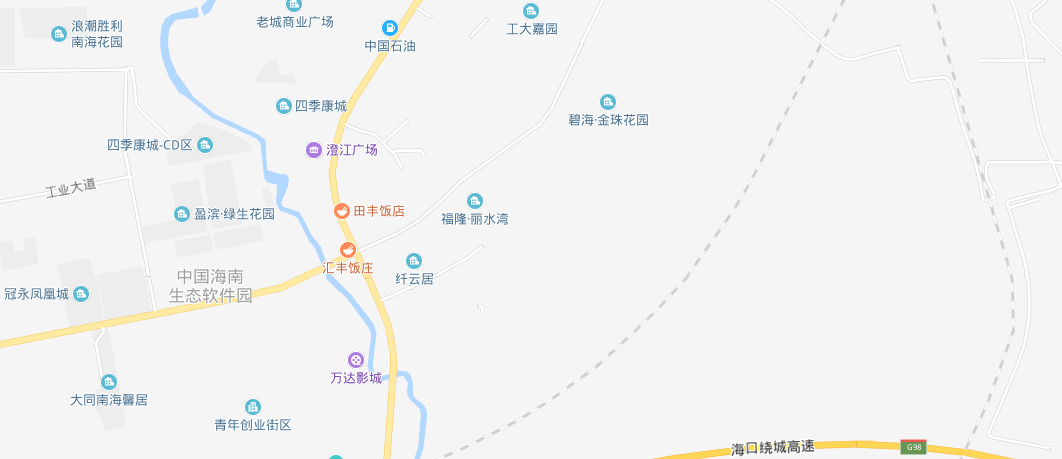 老城商业广场
工大嘉园
浪潮胜利
南海花园
中国石油
四季康城
碧海·金珠花园
四季康城-CD区
澄江广场
工业大道
盈滨·绿生花园
田丰饭店
福隆·丽水湾
汇丰饭庄
纤云居
中国海南
生态软件园
冠永凤凰城
万达影城
大同南海馨居
青年创业街区
海口绕城高速
G98